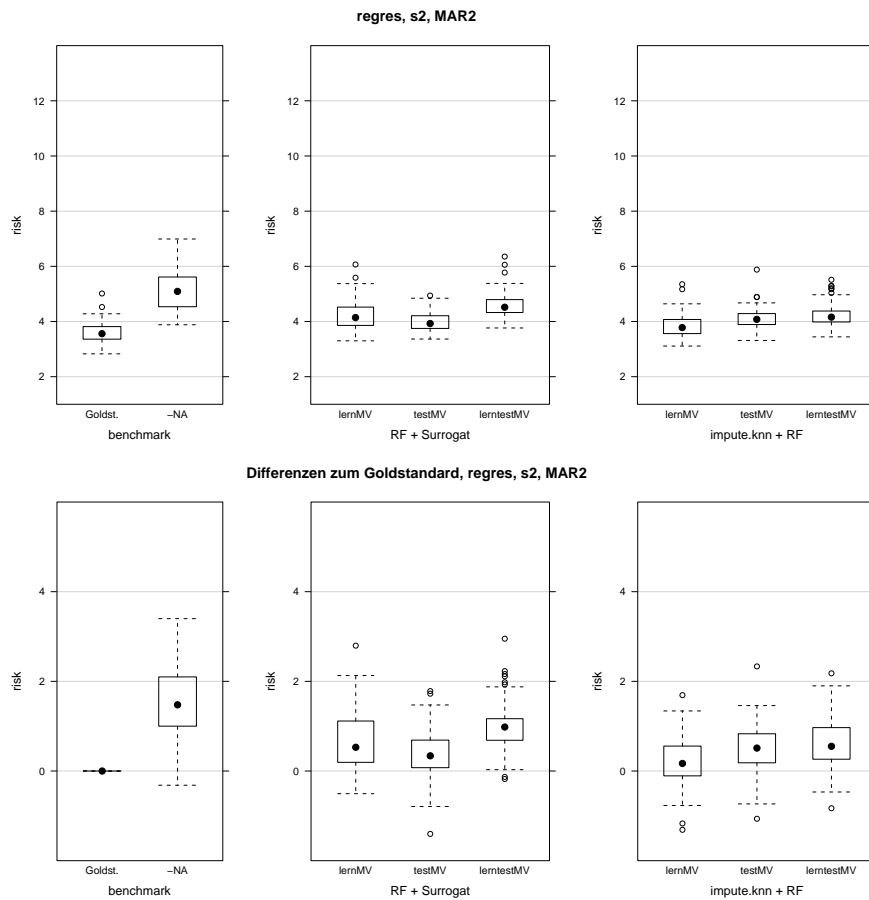 regres, s2, MAR2
risk
12
10
8
6
4
2
Goldst. −NA
benchmark
risk
12
10
8
6
4
2
lernMV testMV lerntestMV
RF + Surrogat
risk
12
10
8
6
4
2
lernMV testMV lerntestMV
impute.knn + RF
Differenzen zum Goldstandard, regres, s2, MAR2
risk
4
2
0
Goldst. −NA
benchmark
risk
4
2
0
lernMV testMV lerntestMV
RF + Surrogat
risk
4
2
0
lernMV testMV lerntestMV
impute.knn + RF